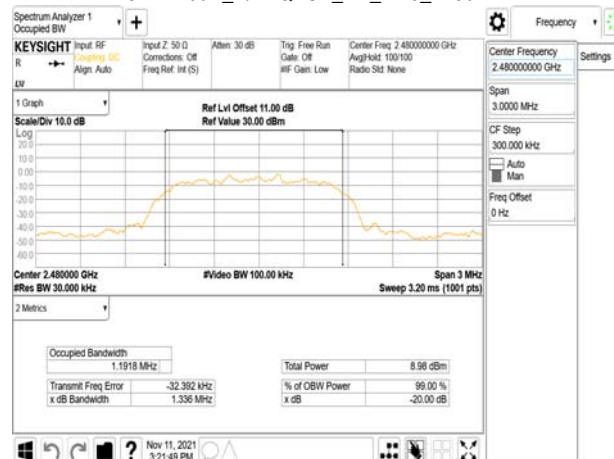 Spectrum Analyzer 1
Occupied BW
Frequency
KEYSIGHT
Input: RF
Coupling: DC
Align: Auto
Input Z: 50 Ω
Corrections: Off
Freq Ref: Int (S)
Atten: 30 dB
Trig: Free Run
Gate: Off
#IF Gain: Low
Center Freq: 2.480000000 GHz
Avg|Hold: 100/100
Radio Std: None
R
LW
Center Frequency
2.480000000 GHz
Settings
Span
3.0000 MHz
CF Step
300.000 kHz
Auto
Man
Freq Offset
0 Hz
1 Graph
Scale/Div 10.0 dB
Ref Lvl Offset 11.00 dB
Ref Value 30.00 dBm
Log
20.0
10.0
0.00
-10.0
-20.0
-30.0
-40.0
-50.0
-60.0
Center 2.480000 GHz
#Res BW 30.000 kHz
#Video BW 100.00 kHz
Span 3 MHz
Sweep 3.20 ms (1001 pts)
2 Metrics
Occupied Bandwidth
1.1918 MHz
Total Power 8.98 dBm
Transmit Freq Error -32.392 kHz
% of OBW Power 99.00 %
x dB Bandwidth 1.336 MHz
x dB -20.00 dB
Nov 11, 2021
3:21:49 PM